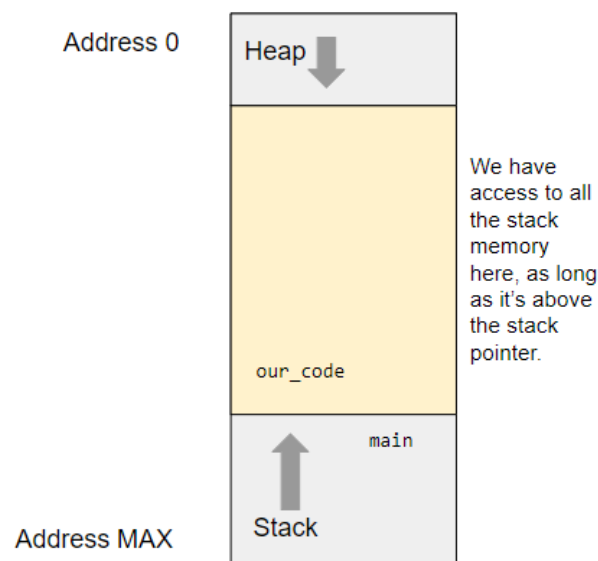 Address 0
Heap
We have
access to all
the stack
memory
here, as long
as it's above
the stack
pointer.
our_code
main
Stack
Address MAX